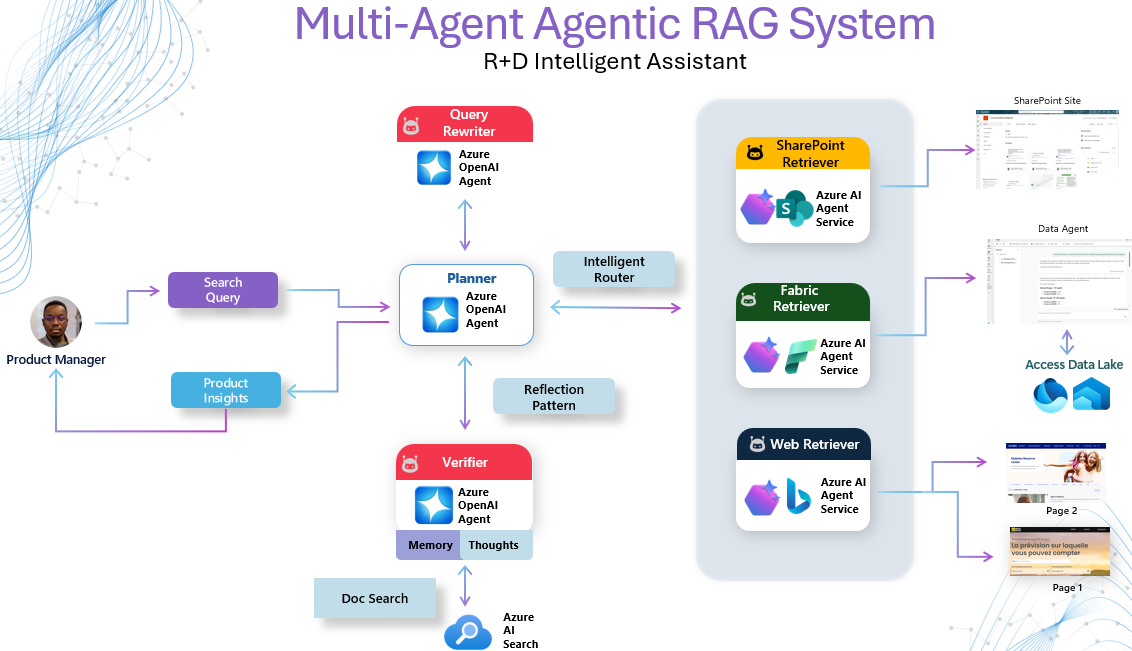 Multi-Agent Agentic RAG System
R+D Intelligent Assistant
Query
Rewriter
Azure
OpenAI
Agent
Planner
Azure
OpenAI
Agent
Search
Query
Product Manager
Product
Insights
Intelligent
Router
Reflection
Pattern
Verifier
Azure
OpenAI
Agent
Memory
Thoughts
Doc Search
Azure
AI
Search
SharePoint
Retriever
S
Azure AI
Agent
Service
Fabric
Retriever
Azure AI
Agent
Service
Web Retriever
Azure AI
Agent
Service
SharePoint Site
Data Agent
Access Data Lake
Page 2
La prévision sur laquelle
vous pouvez compter
Page 1